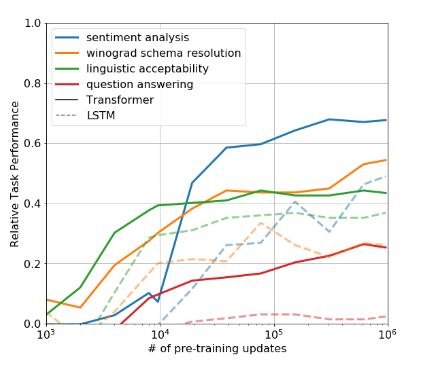 1.0
0.8
0.6
0.4
0.2
0.0
Relative Task Performance
sentiment analysis
winograd schema resolution
linguistic acceptability
question answering
Transformer
LSTM
10³ 10⁴ 10⁵ 10⁶
# of pre-training updates